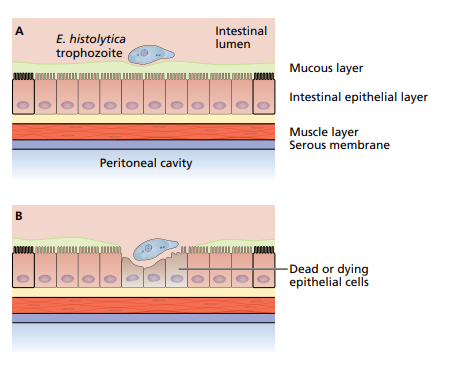 A
E. histolytica
trophozoite
Intestinal
lumen
Mucous layer
Intestinal epithelial layer
Muscle layer
Serous membrane
Peritoneal cavity
B
Dead or dying
epithelial cells